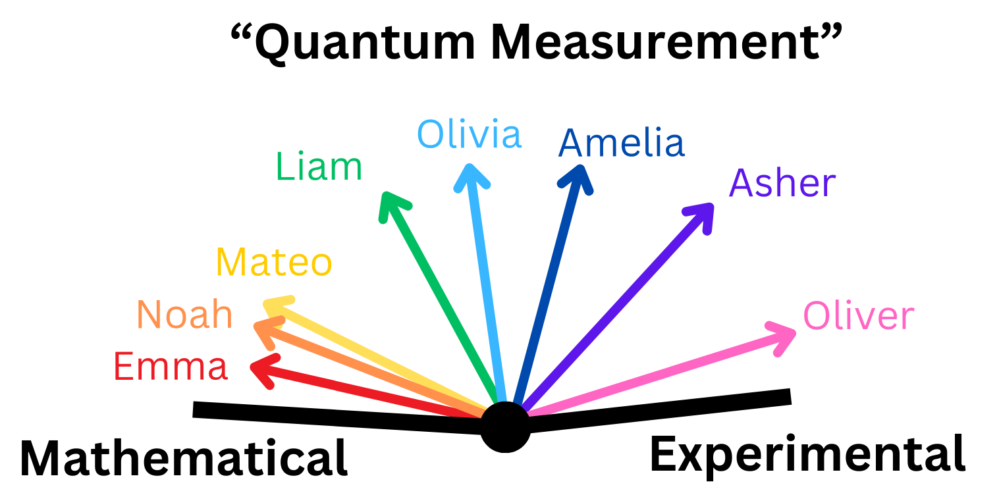 “Quantum Measurement”
Olivia
Amelia
Liam
Asher
Mateo
Noah
Oliver
Emma
Mathematical
Experimental